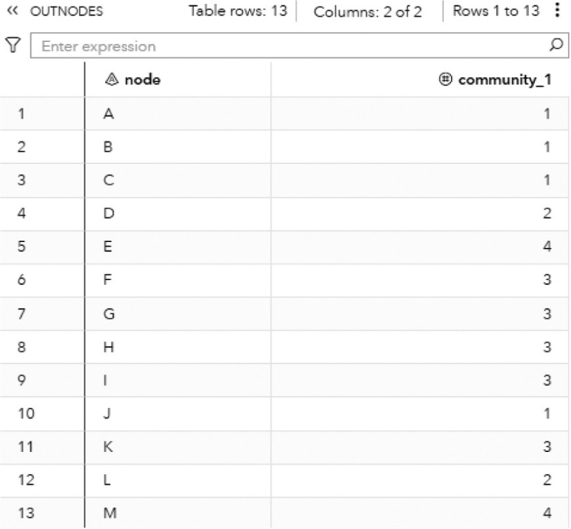 « OUTNODES Table rows: 13 Columns: 2 of 2 Rows 1 to 13
Enter expression
node community_1
1 A 1
2 B 1
3 C 1
4 D 2
5 E 4
6 F 3
7 G 3
8 H 3
9 I 3
10 J 1
11 K 3
12 L 2
13 M 4